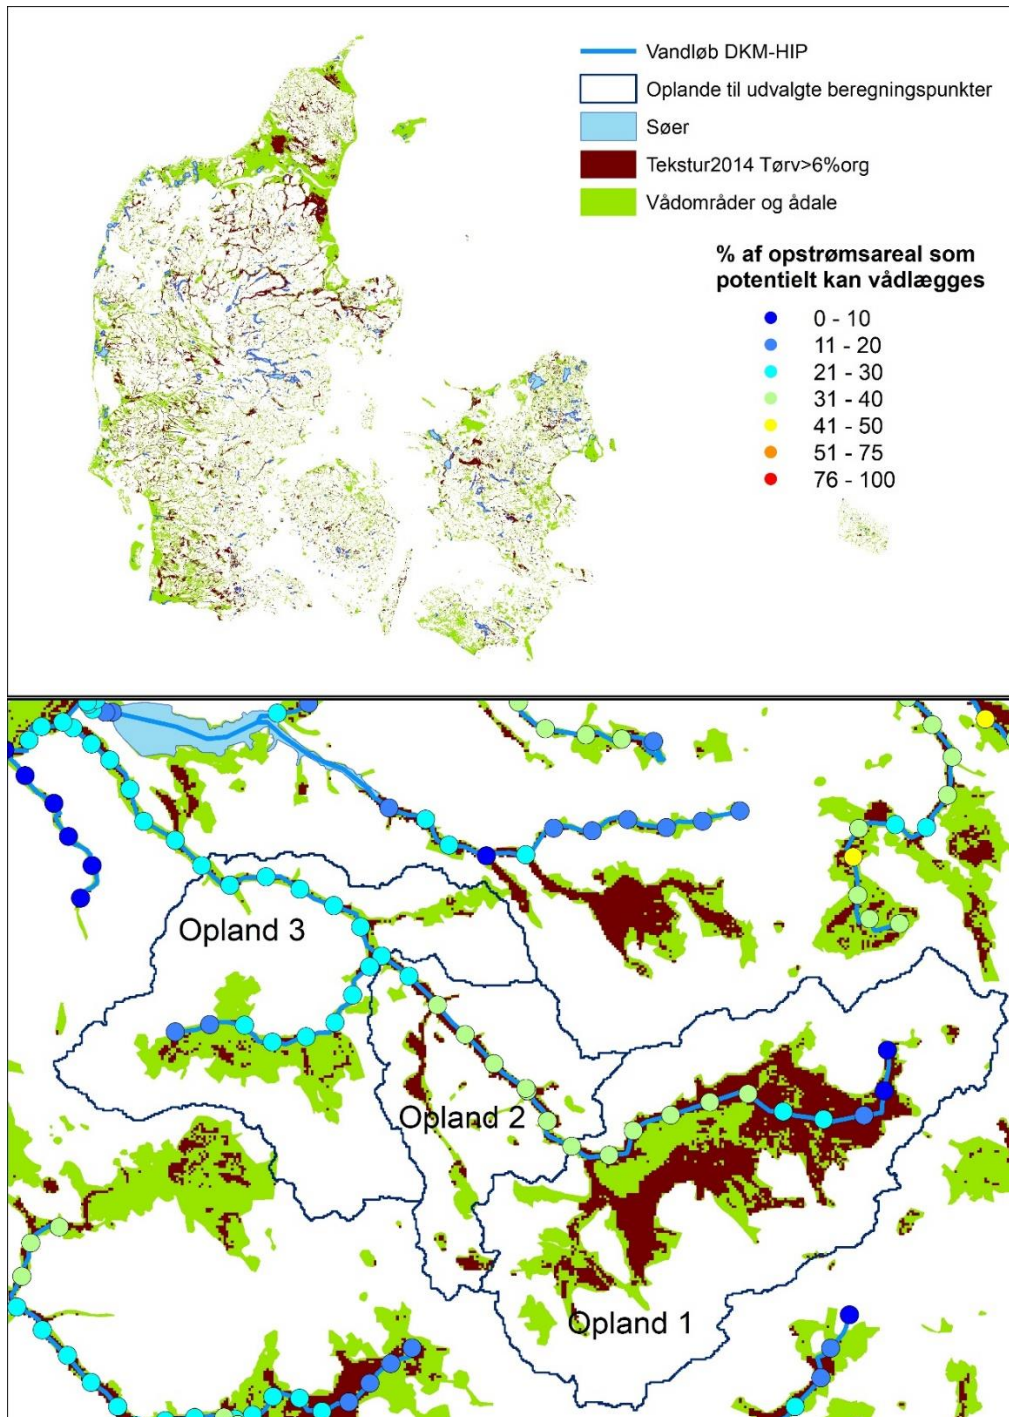 Vandløb DKM-HIP
Oplande til udvalgte beregningspunkter
Søer
Tekstur2014 Tørv>6%org
Vådområder og ådale
% af opstrømsareal som
potentielt kan vådlægges
0 - 10
11 - 20
21 - 30
31 - 40
41 - 50
51 - 75
76 - 100
Opland 3
Opland 2
Opland 1